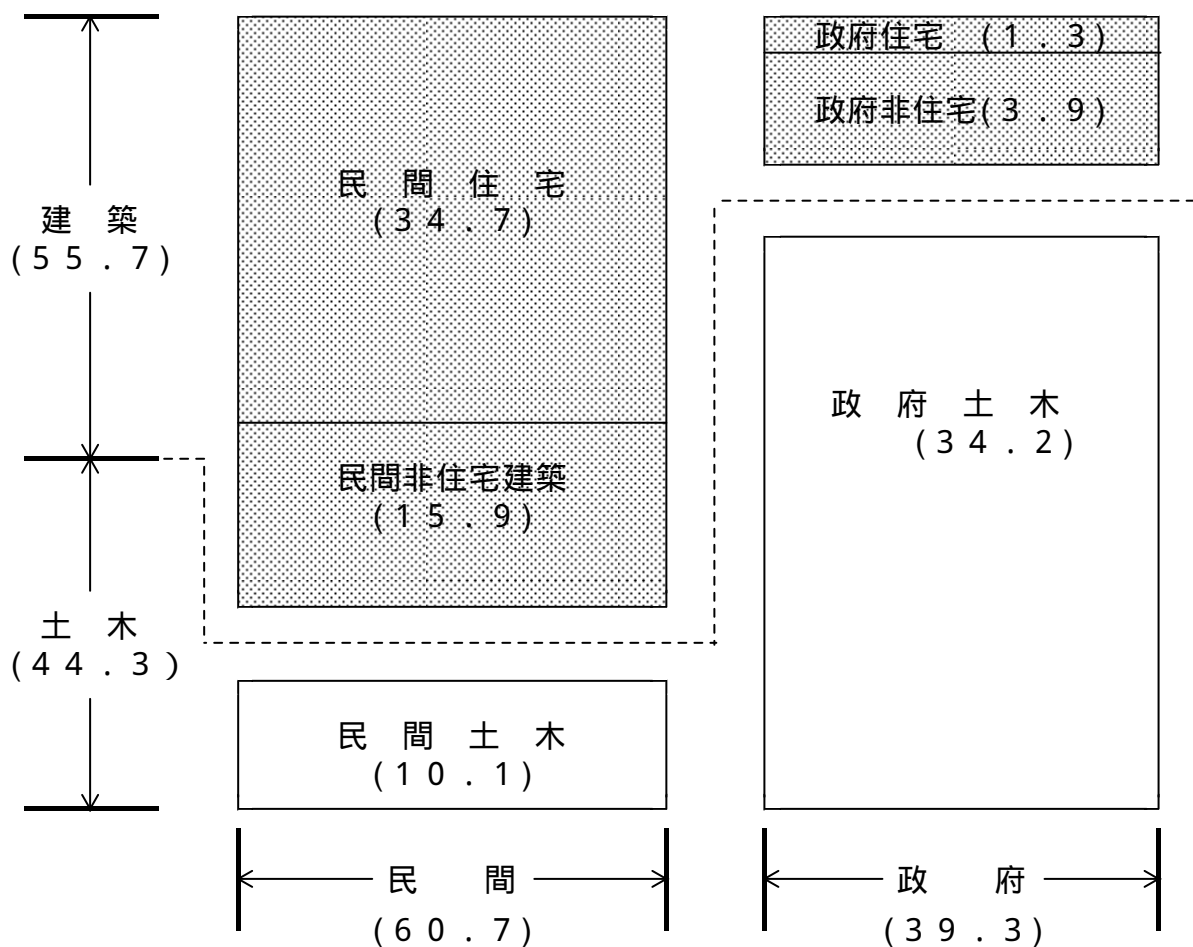 建 築
(55.7)
土 木
(44.3)
民 間 住 宅
(34.7)
民間非住宅建築
(15.9)
民 間 土 木
(10.1)
民 間
(60.7)
政府住宅 (1.3)
政府非住宅(3.9)
政 府 土 木
(34.2)
政 府
(39.3)